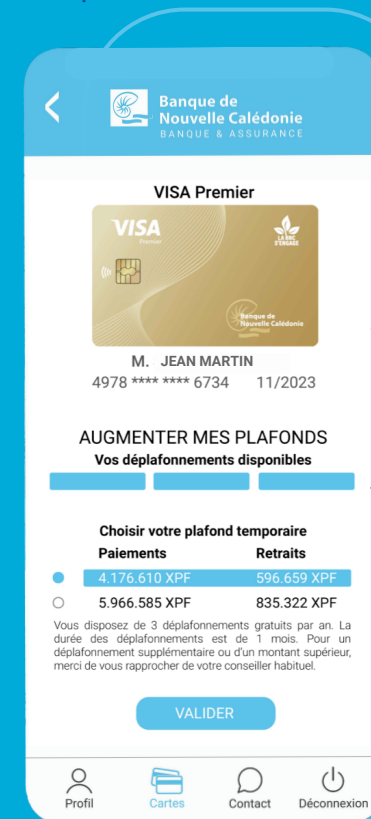 Banque de
Nouvelle Calédonie
BANQUE & ASSURANCE
VISA Premier
VISA
Premier
LA BNC
S'ENGAGE
Banque de
Nouvelle Calédonie
M. JEAN MARTIN
4978 **** **** 6734 11/2023
AUGMENTER MES PLAFONDS
Vos déplafonnements disponibles
Choisir votre plafond temporaire
Paiements Retraits
4.176.610 XPF 596.659 XPF
5.966.585 XPF 835.322 XPF
Vous disposez de 3 déplafonnements gratuits par an. La
durée des déplafonnements est de 1 mois. Pour un
déplafonnement supplémentaire ou d'un montant supérieur,
merci de vous rapprocher de votre conseiller habituel.
VALIDER
Profil Cartes Contact Déconnexion